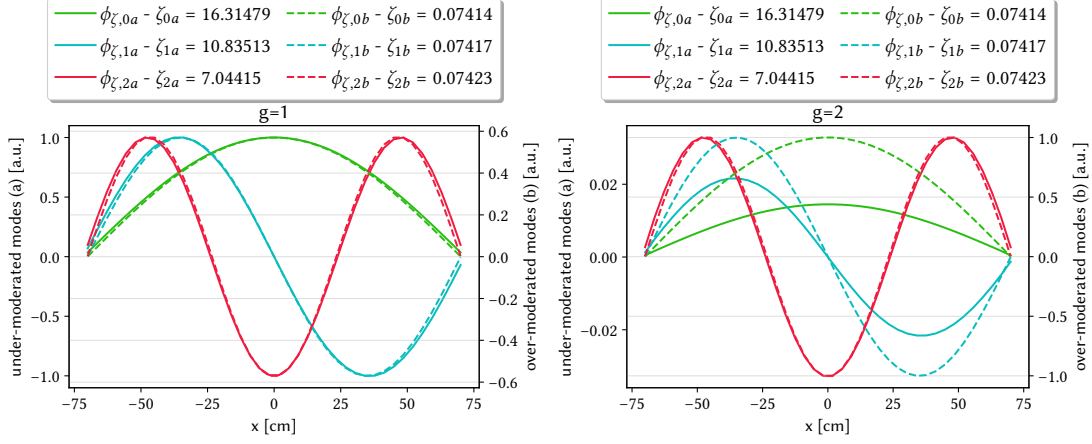 ϕζ,0a - ζ0a = 16.31479 ϕζ,0b - ζ0b = 0.07414
ϕζ,1a - ζ1a = 10.83513 ϕζ,1b - ζ1b = 0.07417
ϕζ,2a - ζ2a = 7.04415 ϕζ,2b - ζ2b = 0.07423
g=1
under-moderated modes (a) [a.u.]
1.0
0.5
0.0
−0.5
−1.0
0.6
0.4
0.2
0.0
−0.2
−0.4
−0.6
over-moderated modes (b) [a.u.]
−75 −50 −25 0 25 50 75
x [cm]
ϕζ,0a - ζ0a = 16.31479 ϕζ,0b - ζ0b = 0.07414
ϕζ,1a - ζ1a = 10.83513 ϕζ,1b - ζ1b = 0.07417
ϕζ,2a - ζ2a = 7.04415 ϕζ,2b - ζ2b = 0.07423
g=2
under-moderated modes (a) [a.u.]
0.02
0.00
−0.02
1.0
0.5
0.0
−0.5
−1.0
over-moderated modes (b) [a.u.]
−75 −50 −25 0 25 50 75
x [cm]